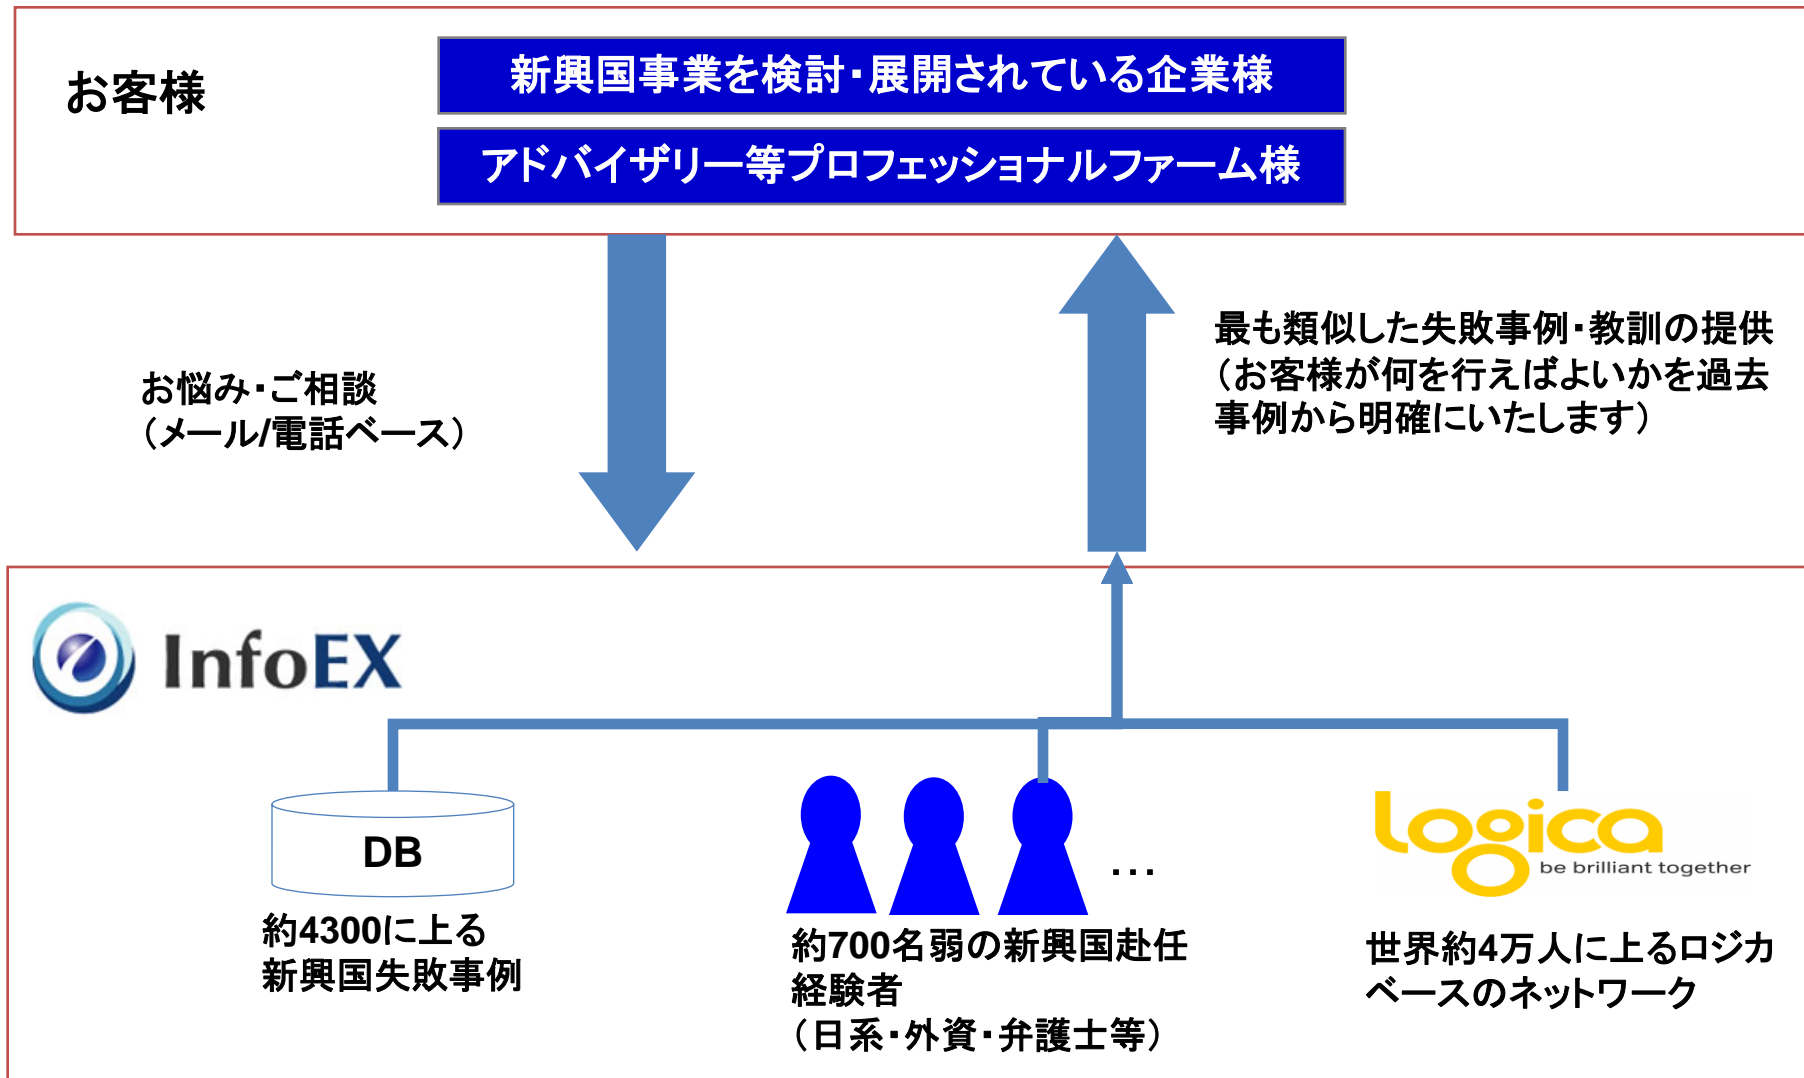 お客様
新興国事業を検討・展開されている企業様
アドバイザリー等プロフェッショナルファーム様
お悩み・ご相談
（メール/電話ベース）
最も類似した失敗事例・教訓の提供
（お客様が何を行えばよいかを過去
事例から明確にいたします）
InfoEX
DB
約4300に上る
新興国失敗事例
…
約700名弱の新興国赴任
経験者
（日系・外資・弁護士等）
logica
be brilliant together
世界約4万人に上るロジカ
ベースのネットワーク